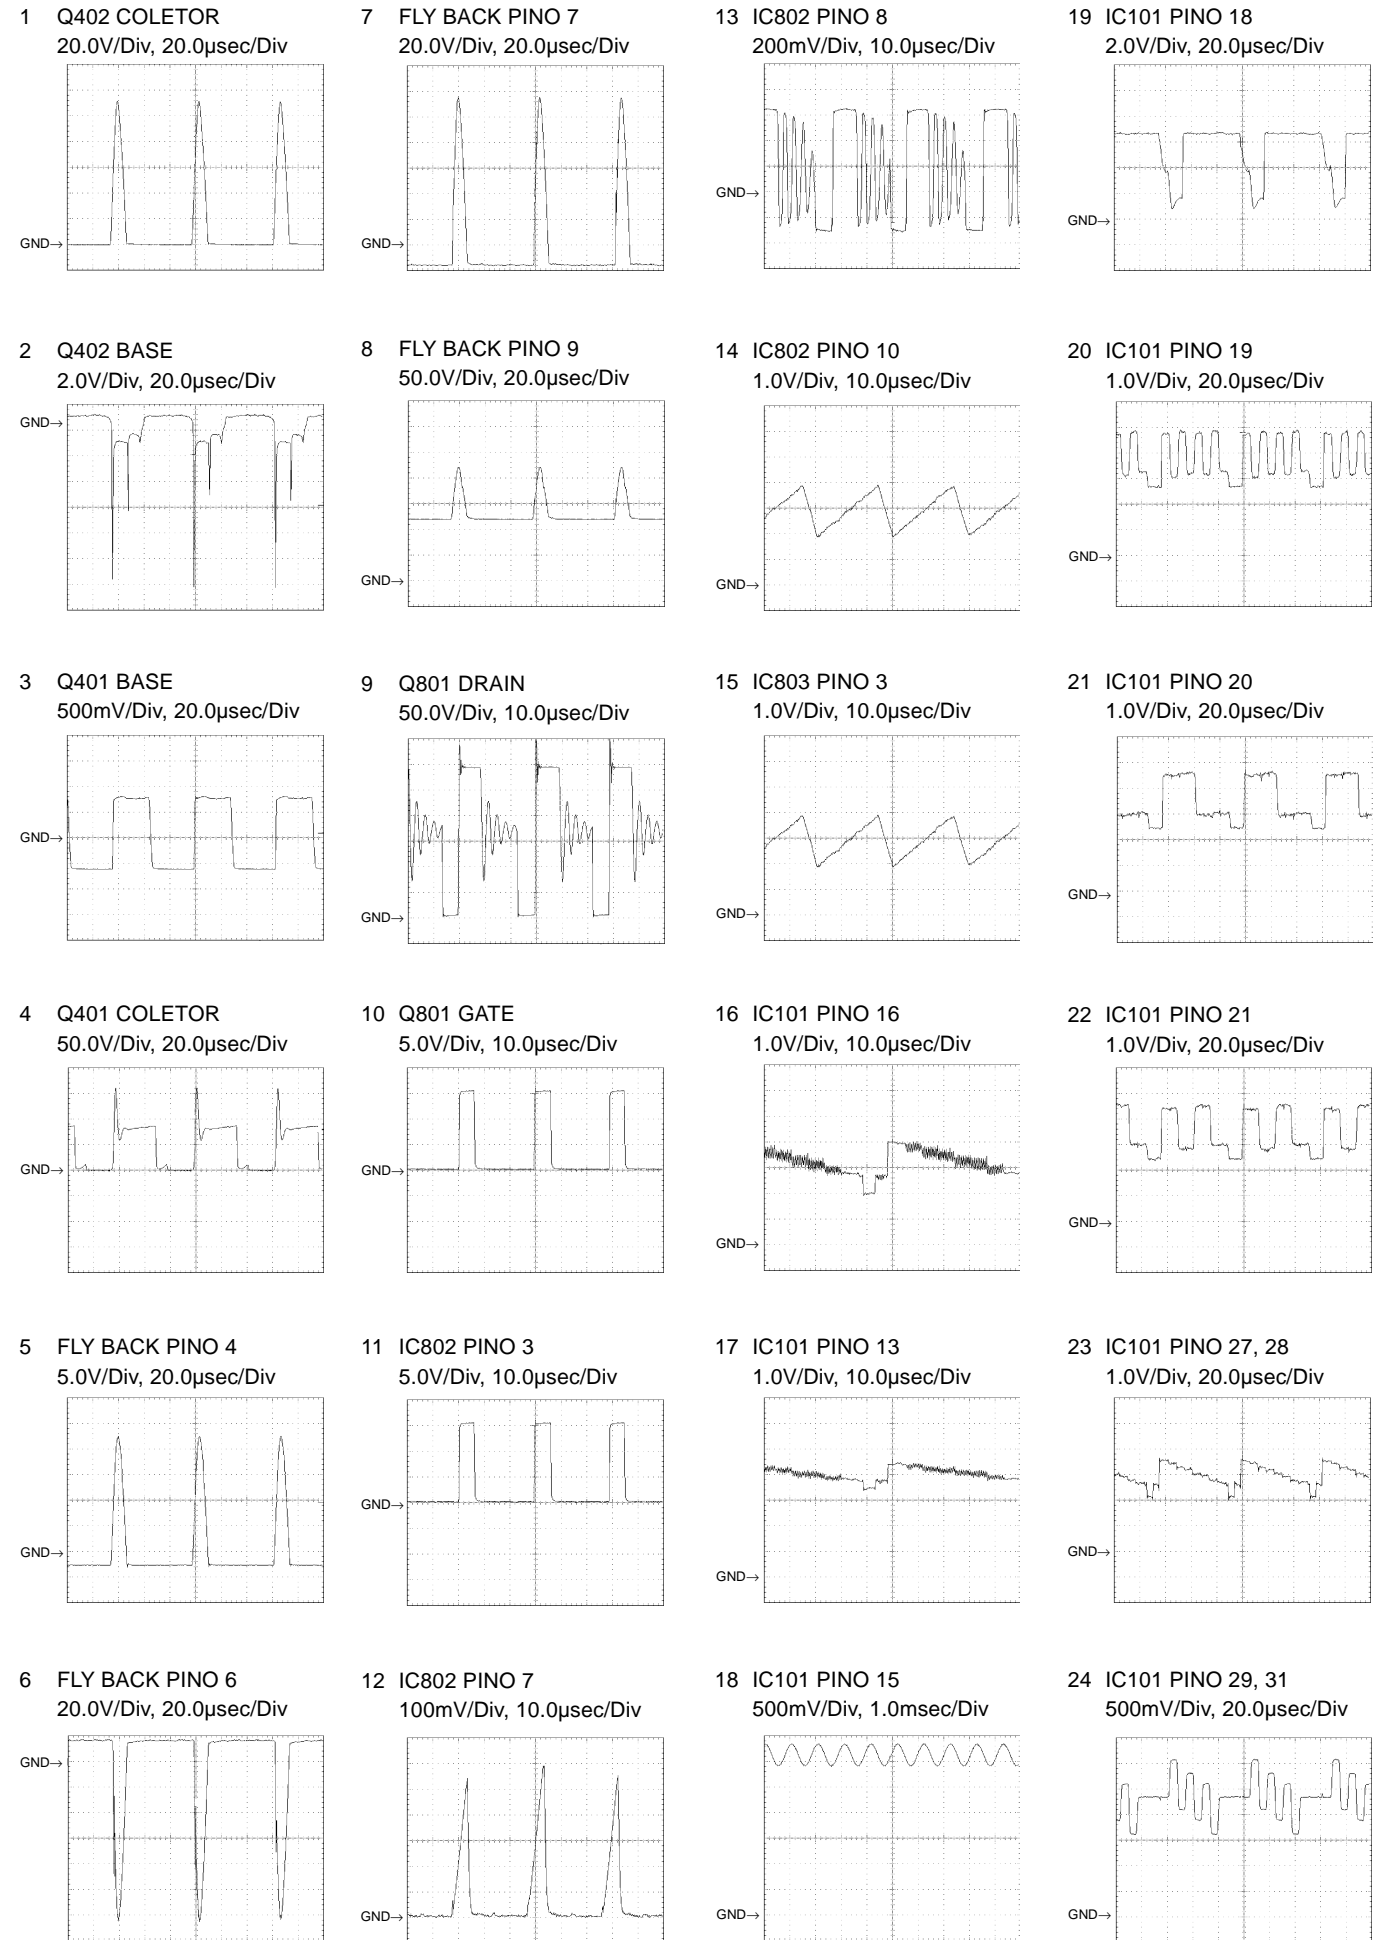 1 Q402 COLETOR
20.0V/Div, 20.0µsec/Div
GND→
2 Q402 BASE
2.0V/Div, 20.0µsec/Div
GND→
3 Q401 BASE
500mV/Div, 20.0µsec/Div
GND→
4 Q401 COLETOR
50.0V/Div, 20.0µsec/Div
GND→
5 FLY BACK PINO 4
5.0V/Div, 20.0µsec/Div
GND→
6 FLY BACK PINO 6
20.0V/Div, 20.0µsec/Div
GND→
7 FLY BACK PINO 7
20.0V/Div, 20.0µsec/Div
GND→
8 FLY BACK PINO 9
50.0V/Div, 20.0µsec/Div
GND→
9 Q801 DRAIN
50.0V/Div, 10.0µsec/Div
GND→
10 Q801 GATE
5.0V/Div, 10.0µsec/Div
GND→
11 IC802 PINO 3
5.0V/Div, 10.0µsec/Div
GND→
12 IC802 PINO 7
100mV/Div, 10.0µsec/Div
GND→
13 IC802 PINO 8
200mV/Div, 10.0µsec/Div
GND→
14 IC802 PINO 10
1.0V/Div, 10.0µsec/Div
GND→
15 IC803 PINO 3
1.0V/Div, 10.0µsec/Div
GND→
16 IC101 PINO 16
1.0V/Div, 10.0µsec/Div
GND→
17 IC101 PINO 13
1.0V/Div, 10.0µsec/Div
GND→
18 IC101 PINO 15
500mV/Div, 1.0msec/Div
GND→
19 IC101 PINO 18
2.0V/Div, 20.0µsec/Div
GND→
20 IC101 PINO 19
1.0V/Div, 20.0µsec/Div
GND→
21 IC101 PINO 20
1.0V/Div, 20.0µsec/Div
GND→
22 IC101 PINO 21
1.0V/Div, 20.0µsec/Div
GND→
23 IC101 PINO 27, 28
1.0V/Div, 20.0µsec/Div
GND→
24 IC101 PINO 29, 31
500mV/Div, 20.0µsec/Div
GND→